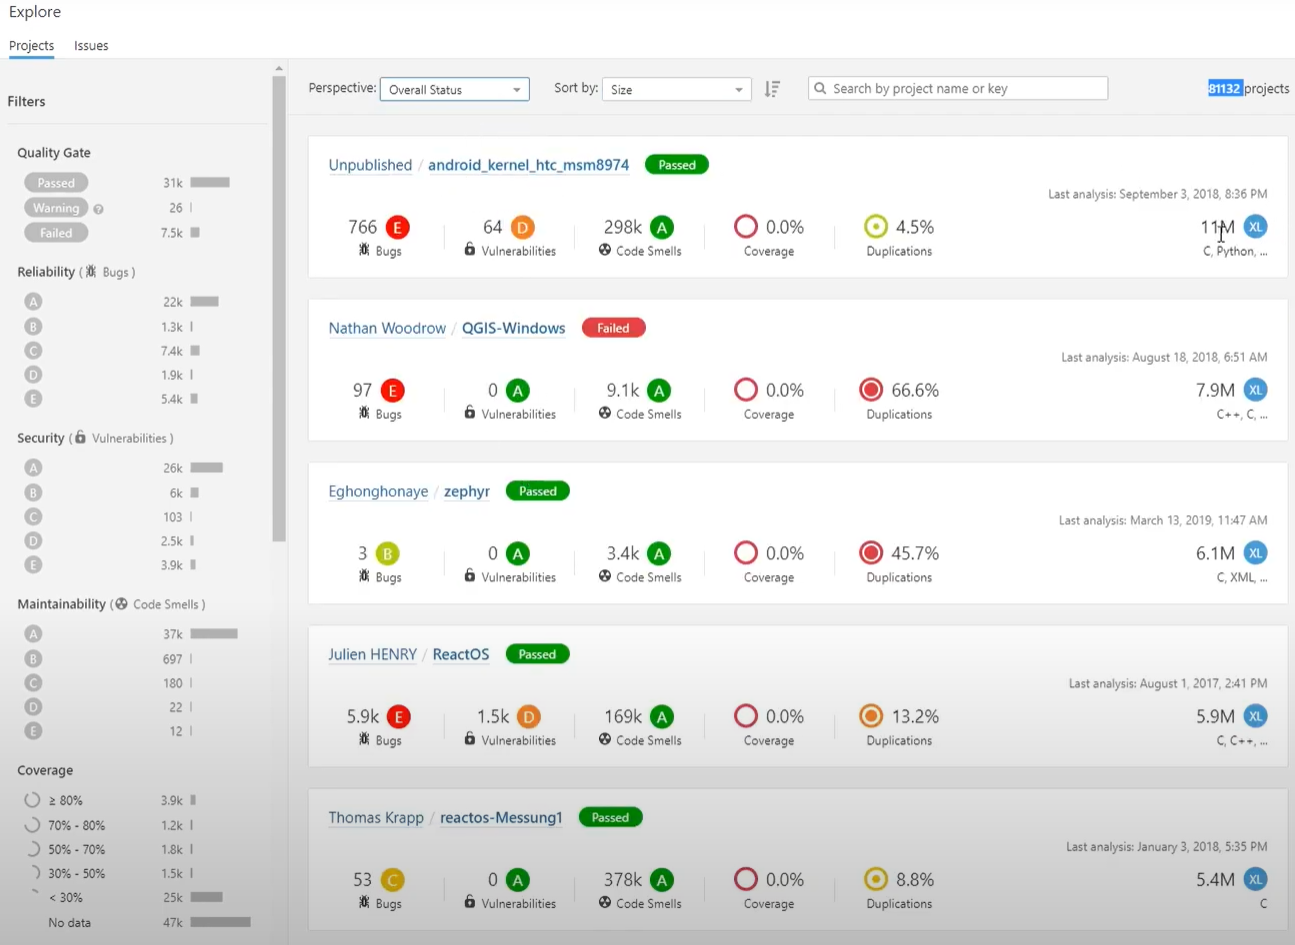 Explore
Projects Issues
Filters
Quality Gate
Passed 31k
Warning ? 26
Failed 7.5k
Reliability ( Bugs )
A 22k
B 1.3k
C 7.4k
D 1.9k
E 5.4k
Security ( Vulnerabilities )
A 26k
B 6k
C 103
D 2.5k
E 3.9k
Maintainability ( Code Smells )
A 37k
B 697
C 180
D 22
E 12
Coverage
≥ 80% 3.9k
70% - 80% 1.2k
50% - 70% 1.8k
30% - 50% 1.5k
< 30% 25k
No data 47k
Perspective: Overall Status Sort by: Size Search by project name or key 81132 projects
Unpublished / android_kernel_htc_msm8974 Passed
Last analysis: September 3, 2018, 8:36 PM
766 E 64 D 298k A 0.0% 4.5% 11M XL
Bugs Vulnerabilities Code Smells Coverage Duplications C, Python, ...
Nathan Woodrow / QGIS-Windows Failed
Last analysis: August 18, 2018, 6:51 AM
97 E 0 A 9.1k A 0.0% 66.6% 7.9M XL
Bugs Vulnerabilities Code Smells Coverage Duplications C++, C, ...
Eghonghonaye / zephyr Passed
Last analysis: March 13, 2019, 11:47 AM
3 B 0 A 3.4k A 0.0% 45.7% 6.1M XL
Bugs Vulnerabilities Code Smells Coverage Duplications C, XML, ...
Julien HENRY / ReactOS Passed
Last analysis: August 1, 2017, 2:41 PM
5.9k E 1.5k D 169k A 0.0% 13.2% 5.9M XL
Bugs Vulnerabilities Code Smells Coverage Duplications C, C++, ...
Thomas Krapp / reactos-Messung1 Passed
Last analysis: January 3, 2018, 5:35 PM
53 C 0 A 378k A 0.0% 8.8% 5.4M XL
Bugs Vulnerabilities Code Smells Coverage Duplications C